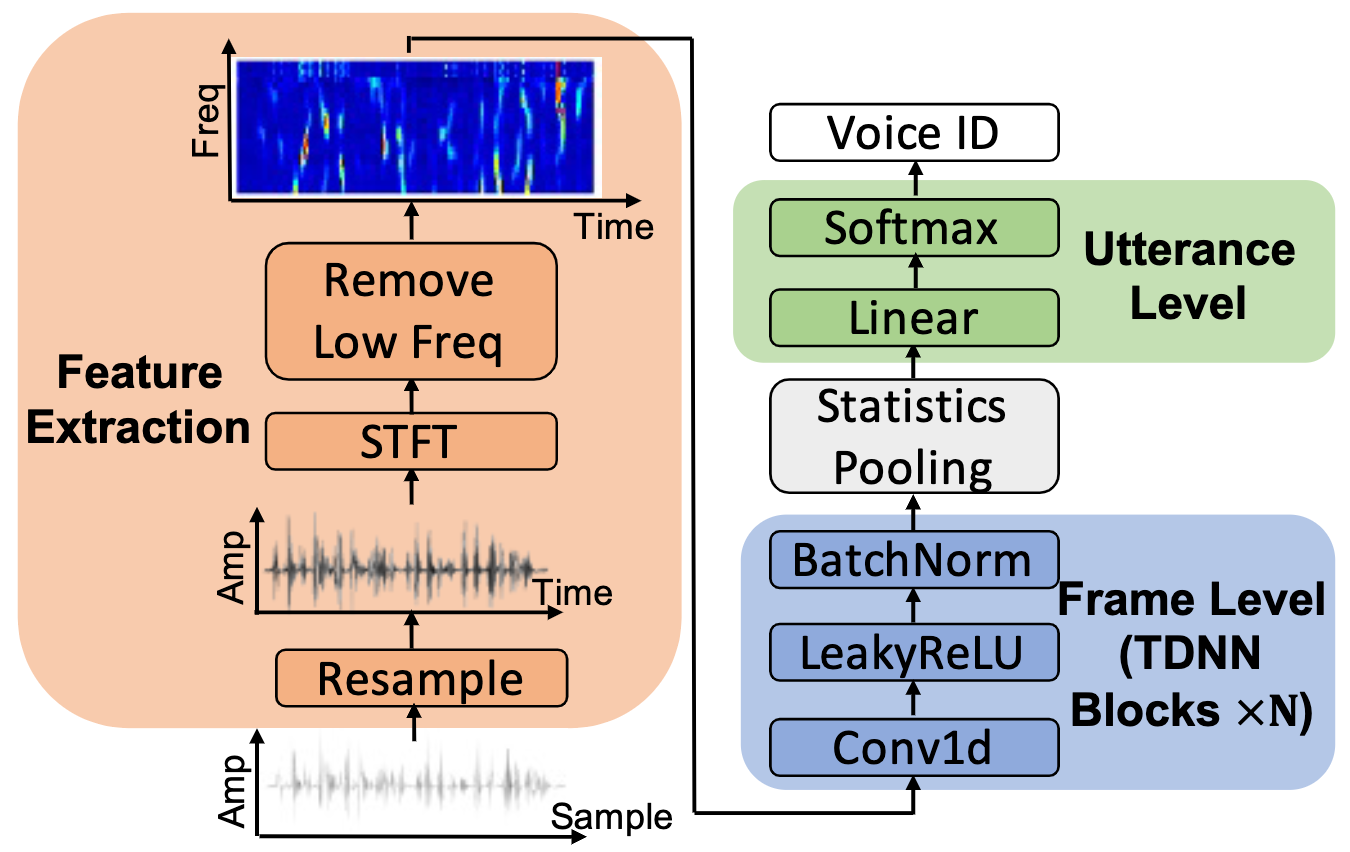 Freq
Time
Remove
Low Freq
Feature
Extraction
STFT
Amp
Time
Resample
Amp
Sample
Voice ID
Softmax
Linear
Utterance
Level
Statistics
Pooling
BatchNorm
LeakyReLU
Conv1d
Frame Level
(TDNN
Blocks ×N)